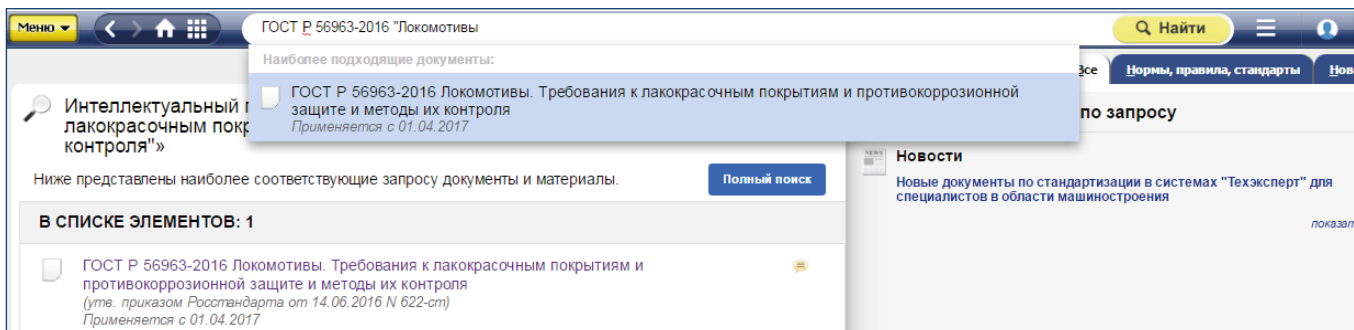 Меню
ГОСТ Р 56963-2016 "Локомотивы
Найти
Наиболее подходящие документы:
ГОСТ Р 56963-2016 Локомотивы. Требования к лакокрасочным покрытиям и противокоррозионной
защите и методы их контроля
Применяется с 01.04.2017
Все
Нормы, правила, стандарты
Нов
Интеллектуальный
лакокрасочным покр
контроля"»
по запросу
Ниже представлены наиболее соответствующие запросу документы и материалы.
Полный поиск
NEWS
Новости
Новые документы по стандартизации в системах "Техэксперт" для
специалистов в области машиностроения
показат
В СПИСКЕ ЭЛЕМЕНТОВ: 1
ГОСТ Р 56963-2016 Локомотивы. Требования к лакокрасочным покрытиям и
противокоррозионной защите и методы их контроля
(утв. приказом Росстандарта от 14.06.2016 N 622-ст)
Применяется с 01.04.2017